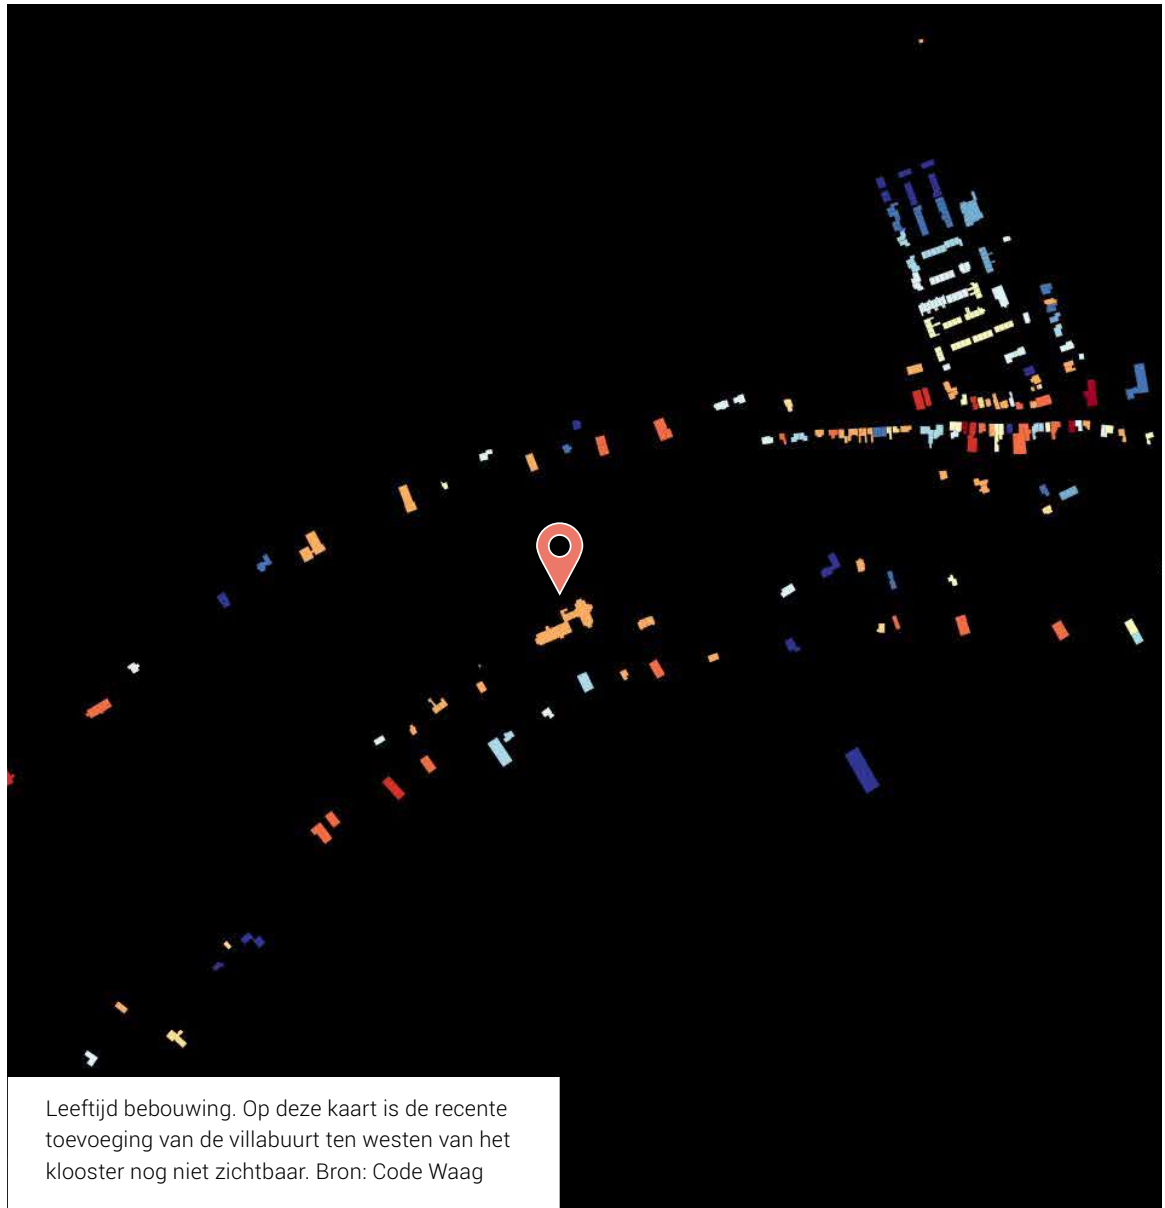 Leeftijd bebouwing. Op deze kaart is de recente
toevoeging van de villabuurt ten westen van het
klooster nog niet zichtbaar. Bron: Code Waag